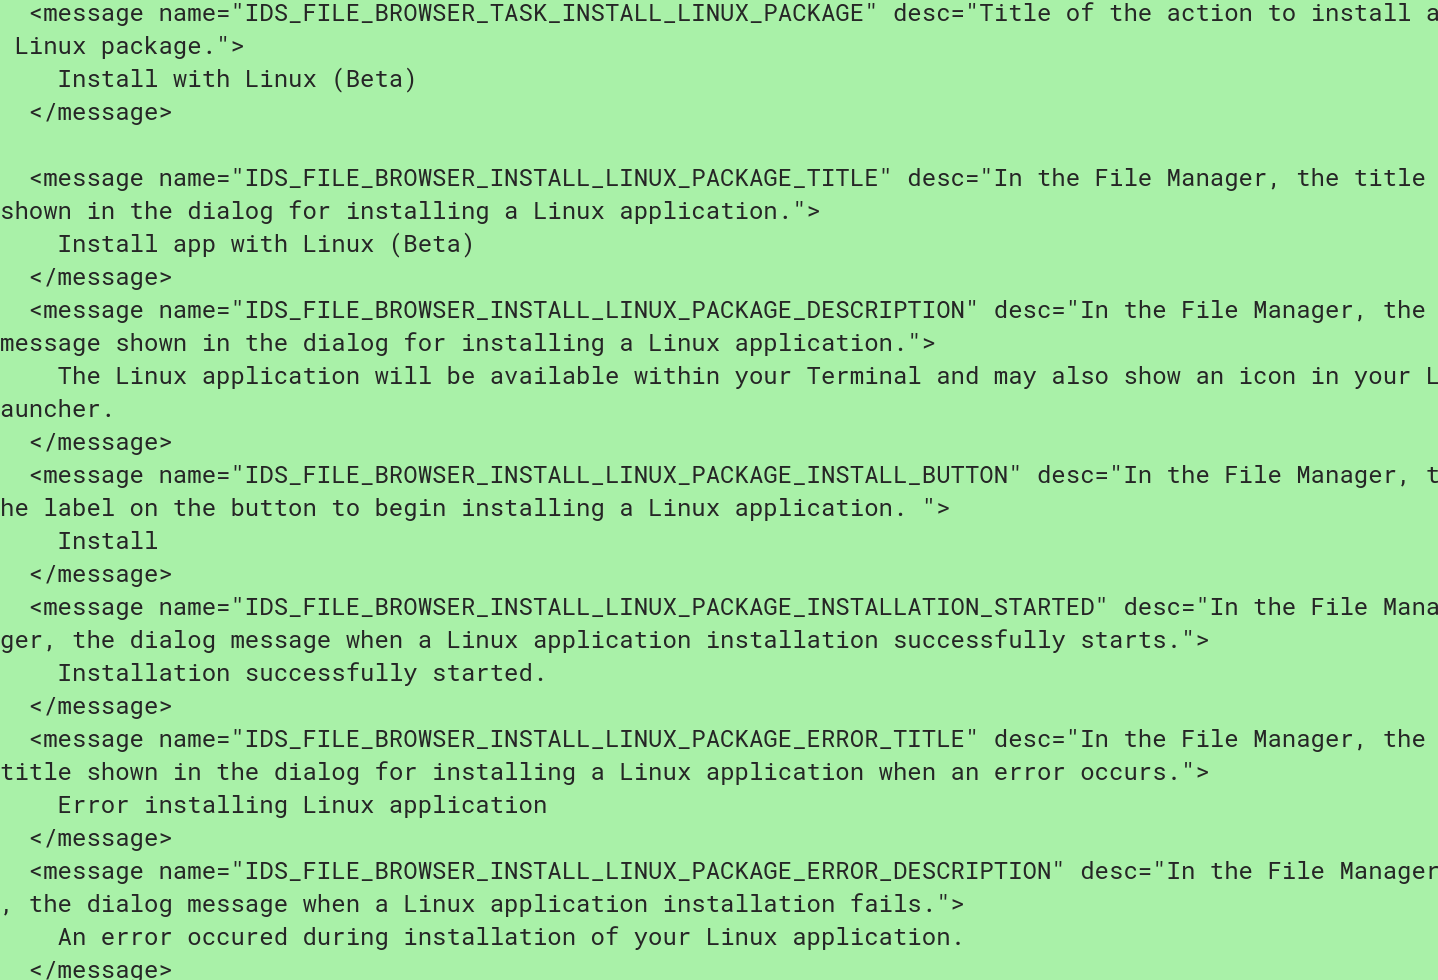 <message name="IDS_FILE_BROWSER_TASK_INSTALL_LINUX_PACKAGE" desc="Title of the action to install a
Linux package.">
Install with Linux (Beta)
</message>
<message name="IDS_FILE_BROWSER_INSTALL_LINUX_PACKAGE_TITLE" desc="In the File Manager, the title
shown in the dialog for installing a Linux application.">
Install app with Linux (Beta)
</message>
<message name="IDS_FILE_BROWSER_INSTALL_LINUX_PACKAGE_DESCRIPTION" desc="In the File Manager, the
message shown in the dialog for installing a Linux application.">
The Linux application will be available within your Terminal and may also show an icon in your L
auncher.
</message>
<message name="IDS_FILE_BROWSER_INSTALL_LINUX_PACKAGE_INSTALL_BUTTON" desc="In the File Manager, t
he label on the button to begin installing a Linux application. ">
Install
</message>
<message name="IDS_FILE_BROWSER_INSTALL_LINUX_PACKAGE_INSTALLATION_STARTED" desc="In the File Mana
ger, the dialog message when a Linux application installation successfully starts.">
Installation successfully started.
</message>
<message name="IDS_FILE_BROWSER_INSTALL_LINUX_PACKAGE_ERROR_TITLE" desc="In the File Manager, the
title shown in the dialog for installing a Linux application when an error occurs.">
Error installing Linux application
</message>
<message name="IDS_FILE_BROWSER_INSTALL_LINUX_PACKAGE_ERROR_DESCRIPTION" desc="In the File Manager
, the dialog message when a Linux application installation fails.">
An error occured during installation of your Linux application.
</message>